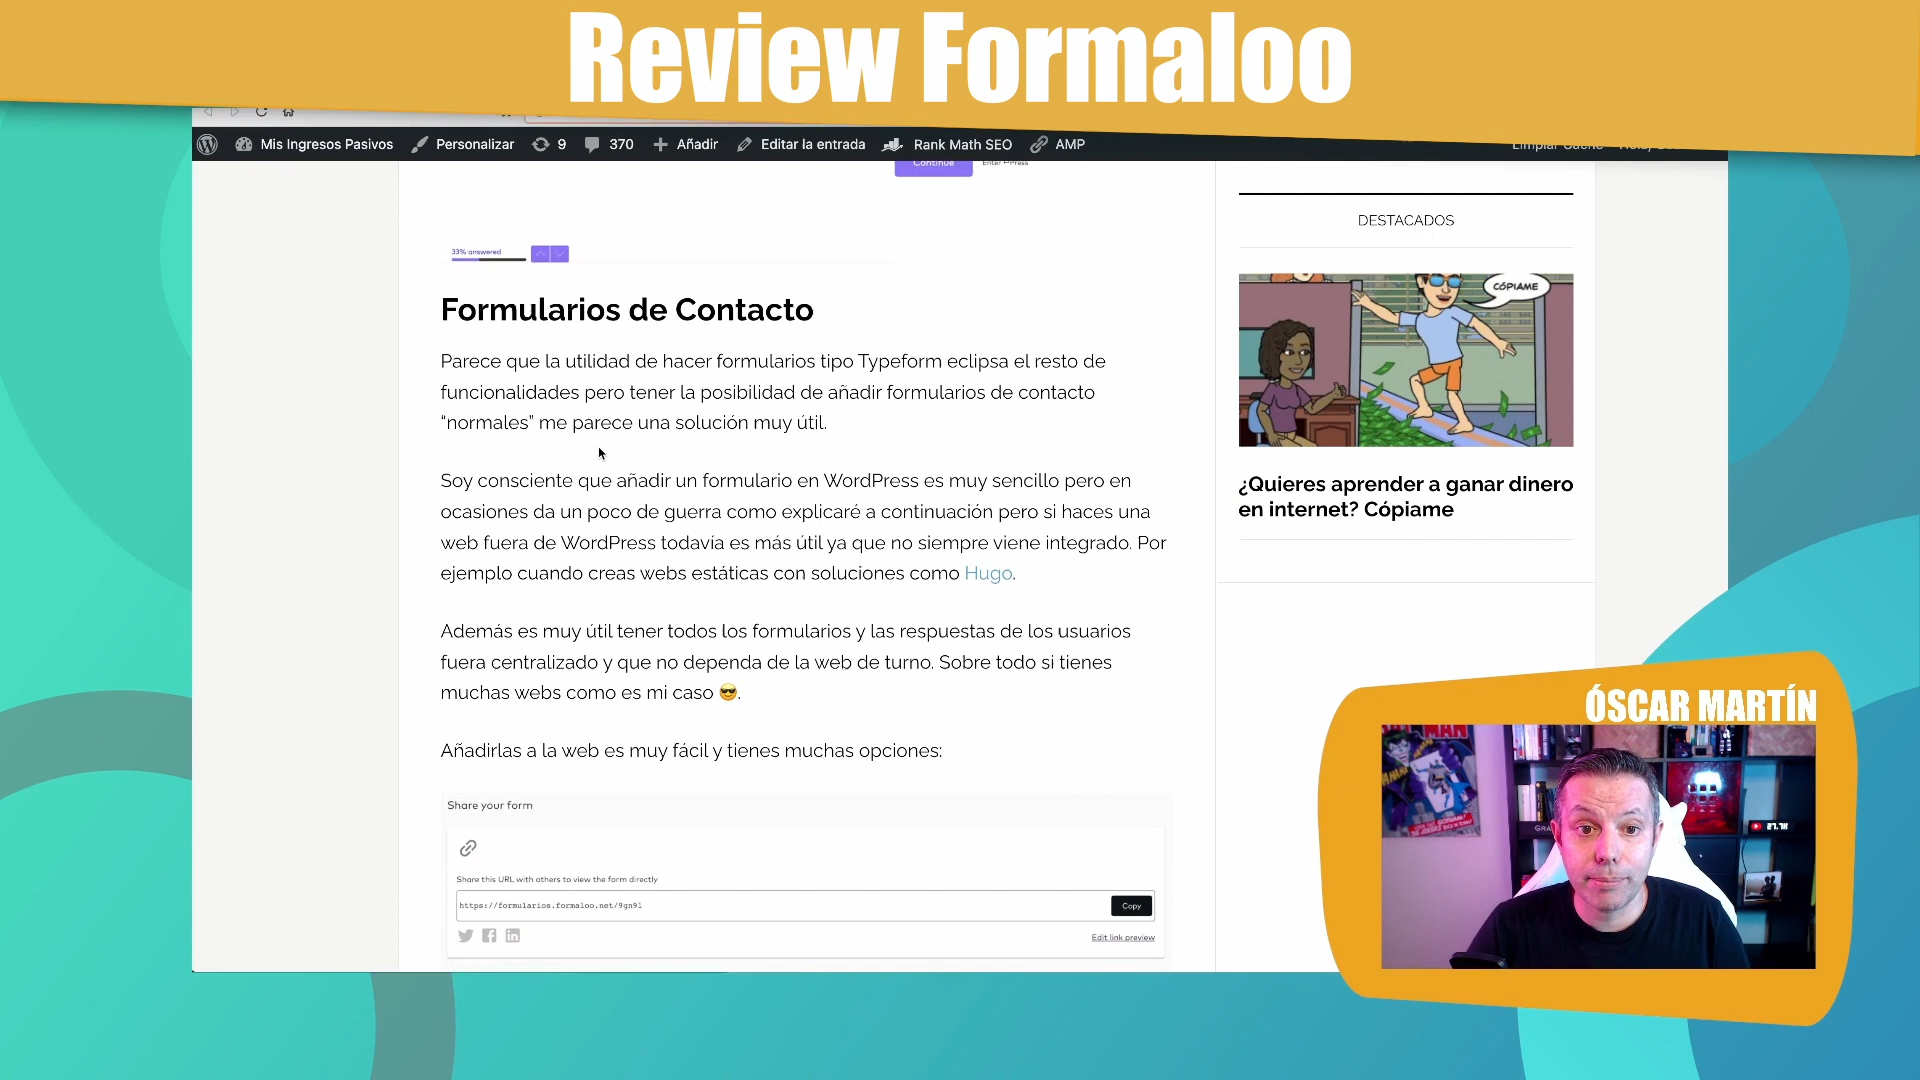 Review Formaloo
Mis Ingresos Pasivos Personalizar 9 370 Añadir Editar la entrada Rank Math SEO AMP
Continue
33% answered
Formularios de Contacto
Parece que la utilidad de hacer formularios tipo Typeform eclipsa el resto de
funcionalidades pero tener la posibilidad de añadir formularios de contacto
“normales” me parece una solución muy útil.
Soy consciente que añadir un formulario en WordPress es muy sencillo pero en
ocasiones da un poco de guerra como explicaré a continuación pero si haces una
web fuera de WordPress todavía es más útil ya que no siempre viene integrado. Por
ejemplo cuando creas webs estáticas con soluciones como Hugo.
Además es muy útil tener todos los formularios y las respuestas de los usuarios
fuera centralizado y que no dependa de la web de turno. Sobre todo si tienes
muchas webs como es mi caso 😎.
Añadirlas a la web es muy fácil y tienes muchas opciones:
Share your form
Share this URL with others to view the form directly
https://formularios.formaloo.net/9gn9l
Copy
Edit link preview
DESTACADOS
CÓPIAME
¿Quieres aprender a ganar dinero
en internet? Cópiame
ÓSCAR MARTÍN
27.7K